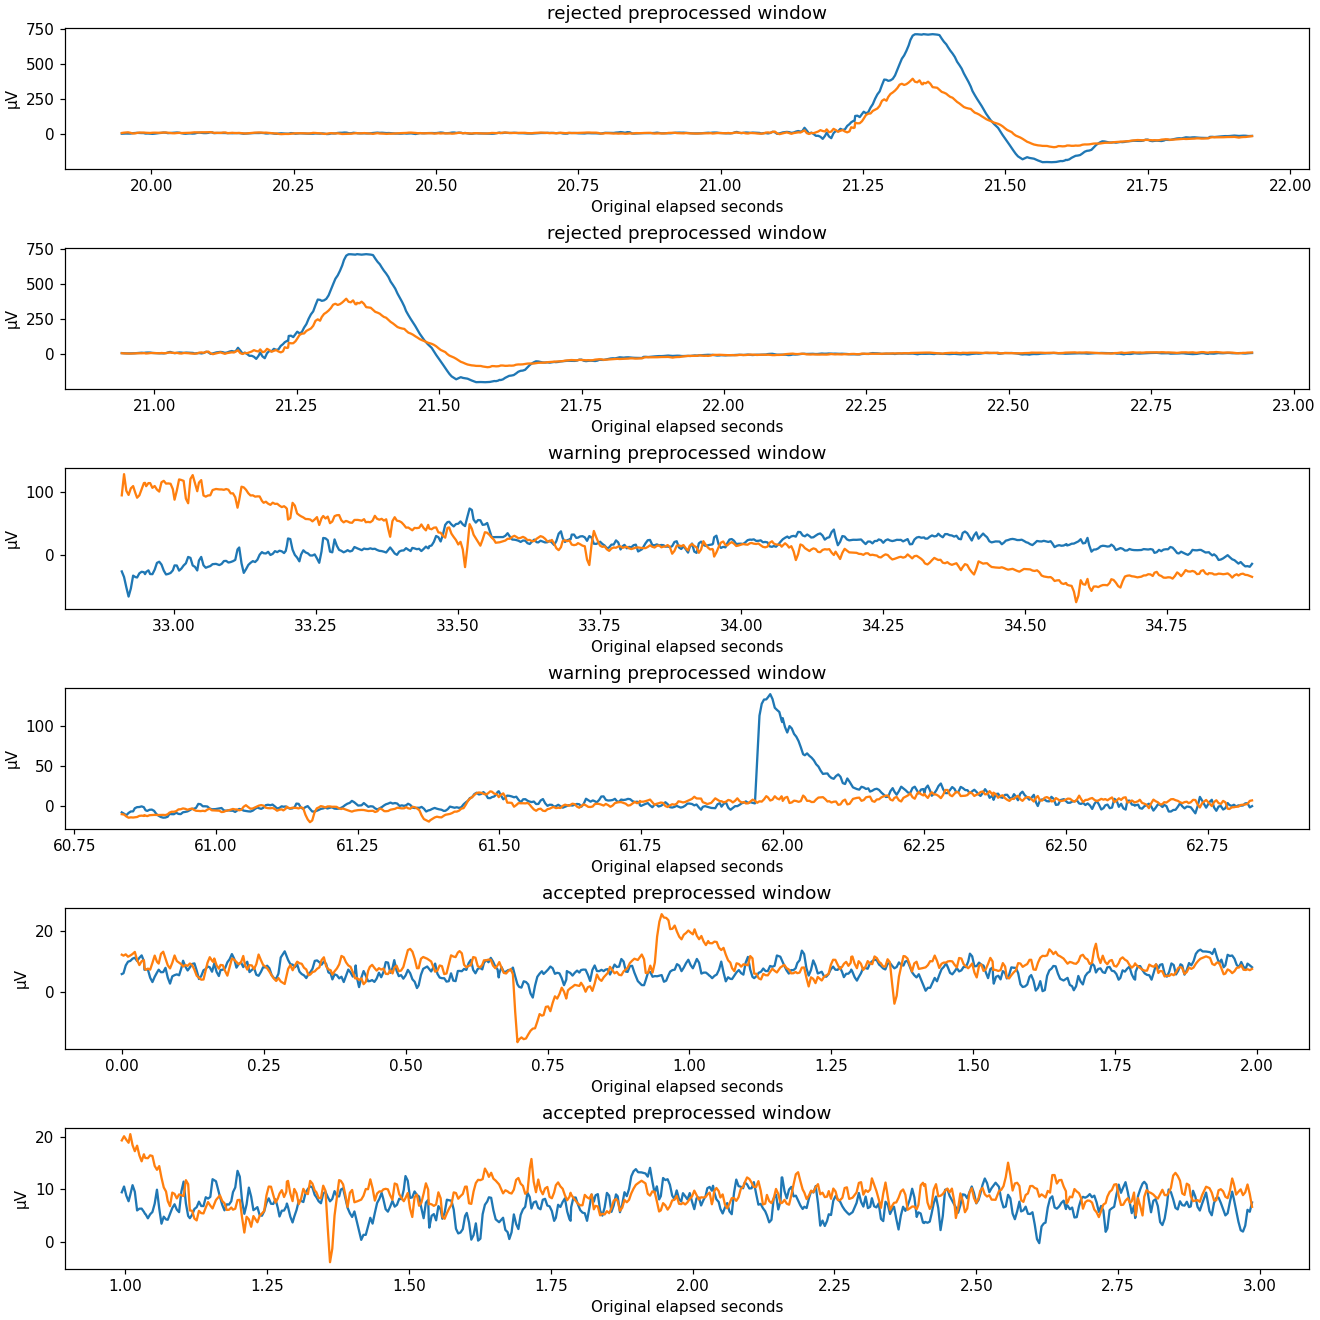 rejected preprocessed window
750
500
250
0
µV
20.00 20.25 20.50 20.75 21.00 21.25 21.50 21.75 22.00
Original elapsed seconds
rejected preprocessed window
750
500
250
0
µV
21.00 21.25 21.50 21.75 22.00 22.25 22.50 22.75 23.00
Original elapsed seconds
warning preprocessed window
100
0
µV
33.00 33.25 33.50 33.75 34.00 34.25 34.50 34.75
Original elapsed seconds
warning preprocessed window
100
50
0
µV
60.75 61.00 61.25 61.50 61.75 62.00 62.25 62.50 62.75
Original elapsed seconds
accepted preprocessed window
20
0
µV
0.00 0.25 0.50 0.75 1.00 1.25 1.50 1.75 2.00
Original elapsed seconds
accepted preprocessed window
20
10
0
µV
1.00 1.25 1.50 1.75 2.00 2.25 2.50 2.75 3.00
Original elapsed seconds